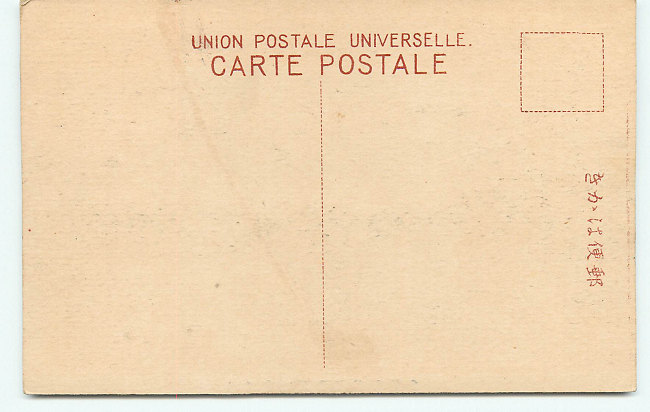 UNION POSTALE UNIVERSELLE.
CARTE POSTALE
郵便はがき